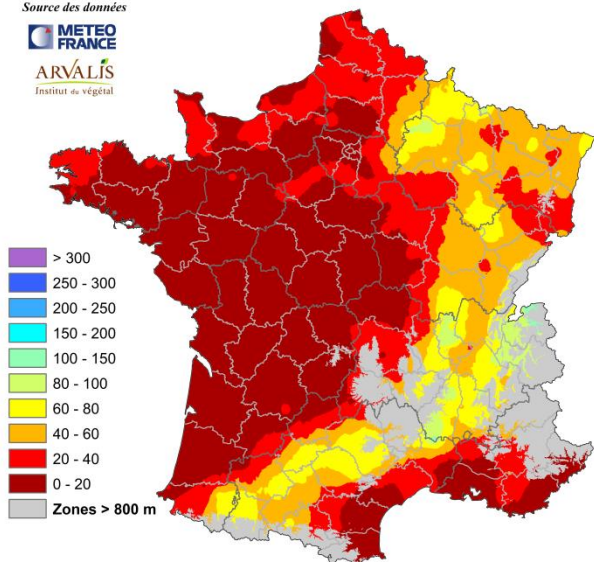 Source des données
METEO
FRANCE
ARVALIS
Institut du végétal
> 300
250 - 300
200 - 250
150 - 200
100 - 150
80 - 100
60 - 80
40 - 60
20 - 40
0 - 20
Zones > 800 m